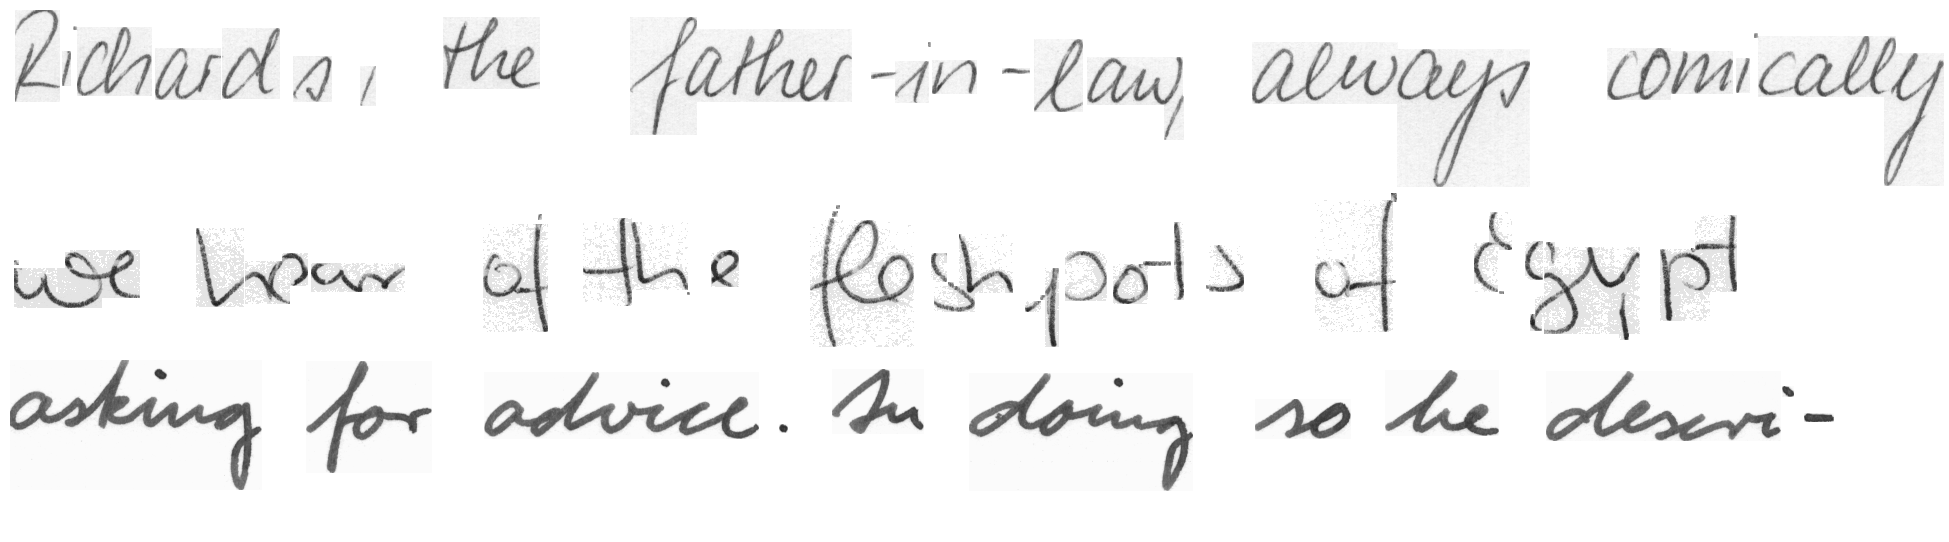 Richards, the father-in-law, always comically
we hear of the fleshpots of Egypt
asking for advice. In doing so he descri-